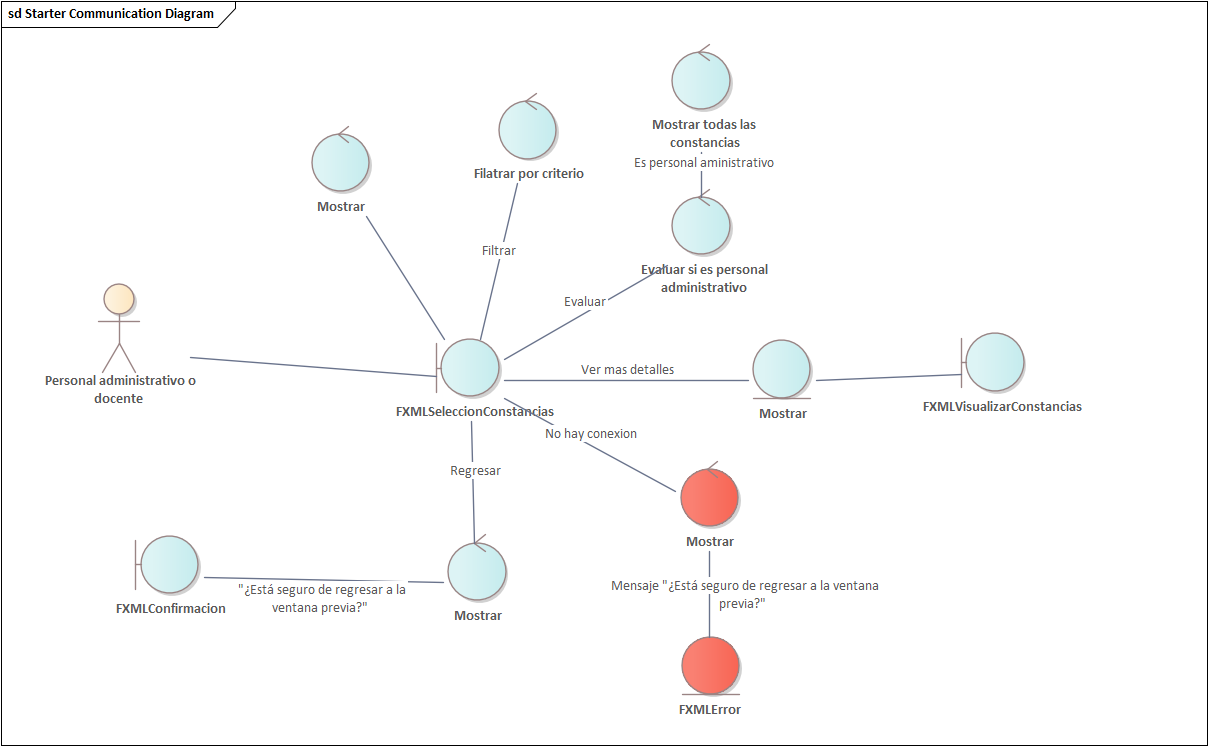 sd Starter Communication Diagram
Mostrar todas las
constancias
Es personal aministrativo
Filatrar por criterio
Mostrar
Filtrar
Evaluar si es personal
administrativo
Evaluar
Personal administrativo o
docente
Ver mas detalles
FXMLSeleccionConstancias
Mostrar
FXMLVisualizarConstancias
No hay conexion
Regresar
Mostrar
"¿Está seguro de regresar a la
ventana previa?"
FXMLConfirmacion
Mostrar
Mensaje "¿Está seguro de regresar a la ventana
previa?"
FXMLError